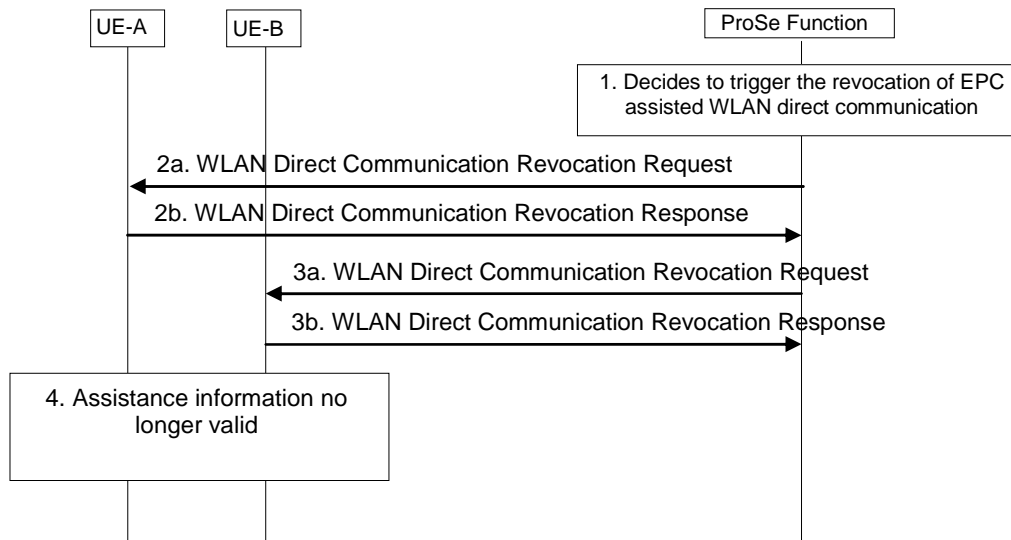 UE-A
UE-B
ProSe Function
1. Decides to trigger the revocation of EPC
assisted WLAN direct communication
2a. WLAN Direct Communication Revocation Request
2b. WLAN Direct Communication Revocation Response
3a. WLAN Direct Communication Revocation Request
3b. WLAN Direct Communication Revocation Response
4. Assistance information no
longer valid